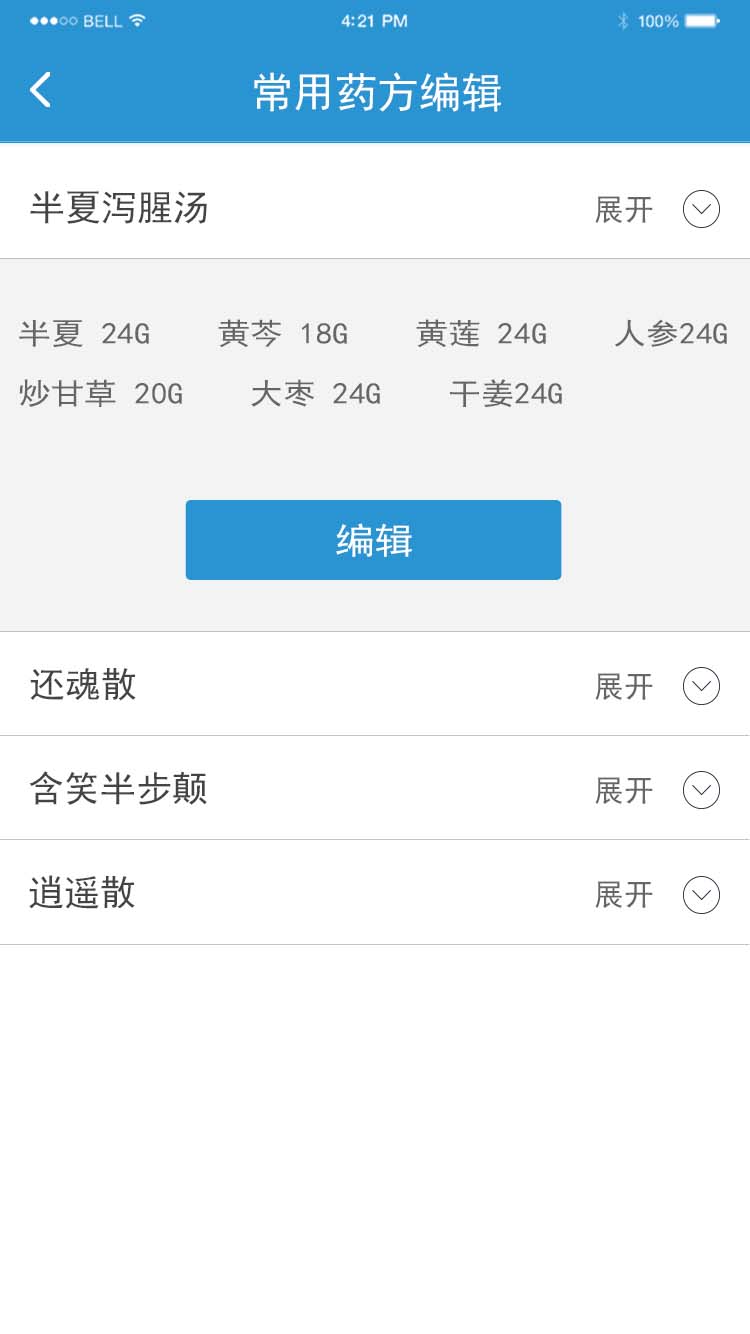 BELL 4:21 PM 100%
常用药方编辑
半夏泻腥汤 展开
半夏 24G 黄芩 18G 黄莲 24G 人参24G
炒甘草 20G 大枣 24G 干姜24G
编辑
还魂散 展开
含笑半步颠 展开
逍遥散 展开